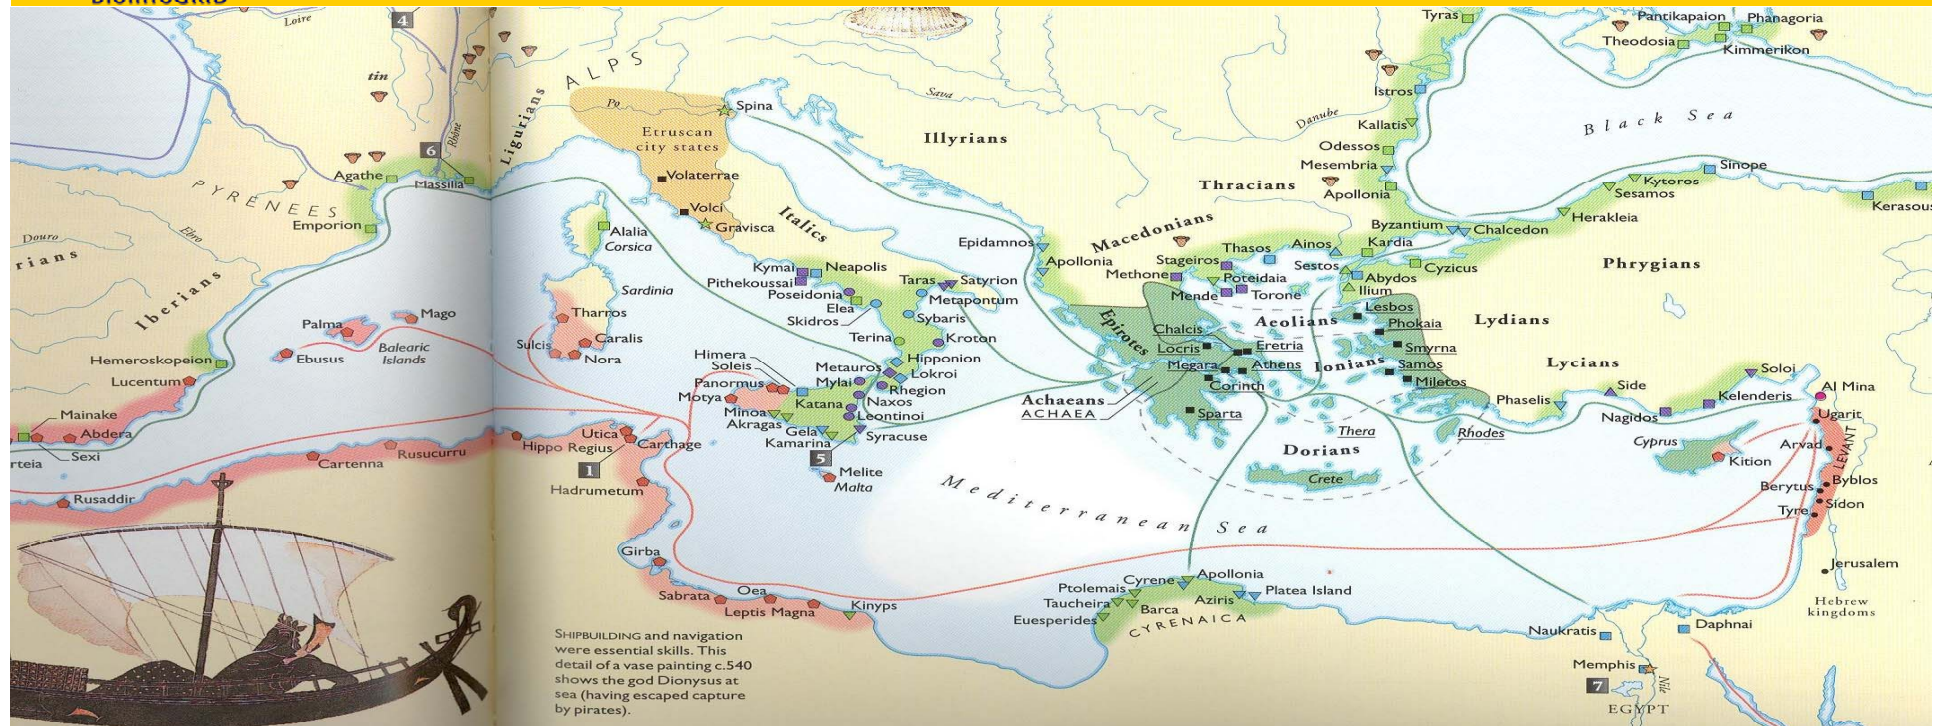 Loire
4
tin
Rhône
6
Agathe
Massilia
PYRENEES
Emporion
Douro
Ebro
rians
Iberians
Palma
Mago
Balearic
Islands
Ebusus
Hemeroskopeion
Lucentum
Mainake
Abdera
Sexi
rteia
Cartenna
Rusucurru
Rusaddir
ALPS
Ligurians
Po
Spina
Etruscan
city states
Volaterrae
Volci
Gravisca
Italics
Alalia
Corsica
Sardinia
Tharros
Sulcis
Caralis
Nora
Kymai
Neapolis
Pithekoussai
Poseidonia
Elea
Skidros
Taras
Satyrion
Metapontum
Sybaris
Terina
Kroton
Hipponion
Himera
Soleis
Metauros
Lokroi
Panormus
Mylai
Rhegion
Motya
Naxos
Katana
Minoa
Leontinoi
Akragas
Gela
Kamarina
Syracuse
5
Melite
Malta
Utica
Hippo Regius
Carthage
1
Hadrumetum
Girba
Sabrata
Oea
Leptis Magna
Kinyps
Sava
Illyrians
Danube
Thracians
Macedonians
Epidamnos
Apollonia
Tyras
Istros
Kallatis
Odessos
Mesembria
Apollonia
Pantikapaion
Phanagoria
Theodosia
Kimmerikon
Black Sea
Sinope
Kytoros
Sesamos
Kerasous
Herakleia
Byzantium
Chalcedon
Thasos
Ainos
Kardia
Stageiros
Sestos
Cyzicus
Methone
Poteidaia
Abydos
Mende
Torone
Ilium
Phrygians
Epirotes
Chalcis
Aeolians
Lesbos
Phokaia
Lydians
Locris
Eretria
Smyrna
Megara
Athens
Ionians
Samos
Lycians
Corinth
Miletos
Achaeans
ACHAEA
Sparta
Thera
Rhodes
Dorians
Crete
Phaselis
Side
Soloi
Nagidos
Kelenderis
Al Mina
Ugarit
Cyprus
Kition
Arvad
LEVANT
Berytus
Byblos
Sidon
Tyre
Jerusalem
Hebrew
kingdoms
Mediterranean Sea
Ptolemais
Cyrene
Apollonia
Taucheira
Barca
Aziris
Platea Island
Euesperides
CYRENAICA
Naukratis
Daphnai
Memphis
7
Nile
EGYPT
SHIPBUILDING and navigation
were essential skills. This
detail of a vase painting c.540
shows the god Dionysus at
sea (having escaped capture
by pirates).